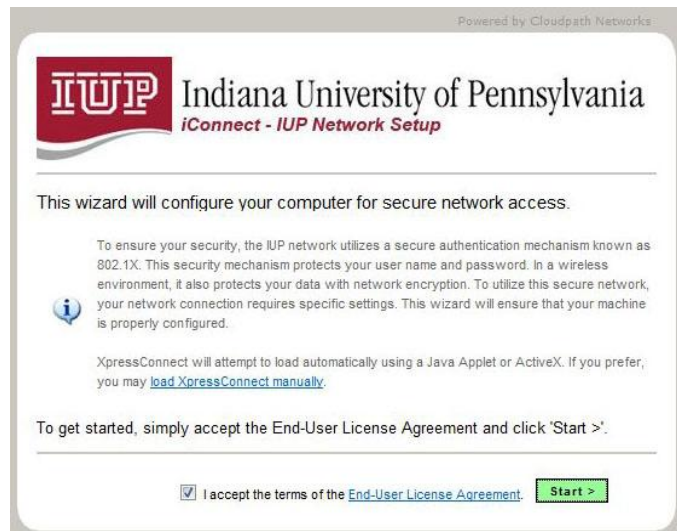 Powered by Cloudpath Networks
IUP Indiana University of Pennsylvania
iConnect - IUP Network Setup
This wizard will configure your computer for secure network access.
To ensure your security, the IUP network utilizes a secure authentication mechanism known as
802.1X. This security mechanism protects your user name and password. In a wireless
environment, it also protects your data with network encryption. To utilize this secure network,
your network connection requires specific settings. This wizard will ensure that your machine
is properly configured.
XpressConnect will attempt to load automatically using a Java Applet or ActiveX. If you prefer,
you may load XpressConnect manually.
To get started, simply accept the End-User License Agreement and click 'Start >'.
I accept the terms of the End-User License Agreement. Start >